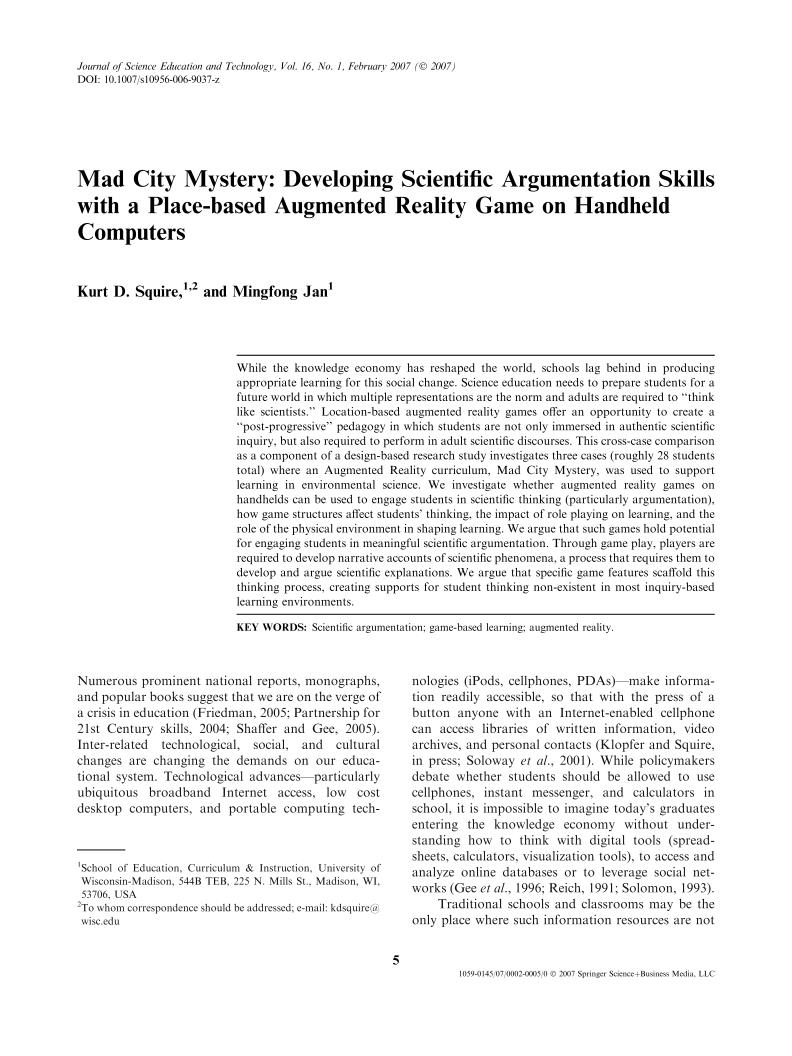 Journal of Science Education and Technology, Vol. 16, No. 1, February 2007 (© 2007)
DOI: 10.1007/s10956-006-9037-z
Mad City Mystery: Developing Scientific Argumentation Skills
with a Place-based Augmented Reality Game on Handheld
Computers
Kurt D. Squire,1,2 and Mingfong Jan1
While the knowledge economy has reshaped the world, schools lag behind in producing
appropriate learning for this social change. Science education needs to prepare students for a
future world in which multiple representations are the norm and adults are required to ‘‘think
like scientists.’’ Location-based augmented reality games offer an opportunity to create a
‘‘post-progressive’’ pedagogy in which students are not only immersed in authentic scientific
inquiry, but also required to perform in adult scientific discourses. This cross-case comparison
as a component of a design-based research study investigates three cases (roughly 28 students
total) where an Augmented Reality curriculum, Mad City Mystery, was used to support
learning in environmental science. We investigate whether augmented reality games on
handhelds can be used to engage students in scientific thinking (particularly argumentation),
how game structures affect students’ thinking, the impact of role playing on learning, and the
role of the physical environment in shaping learning. We argue that such games hold potential
for engaging students in meaningful scientific argumentation. Through game play, players are
required to develop narrative accounts of scientific phenomena, a process that requires them to
develop and argue scientific explanations. We argue that specific game features scaffold this
thinking process, creating supports for student thinking non-existent in most inquiry-based
learning environments.
KEY WORDS: Scientific argumentation; game-based learning; augmented reality.
Numerous prominent national reports, monographs,
and popular books suggest that we are on the verge of
a crisis in education (Friedman, 2005; Partnership for
21st Century skills, 2004; Shaffer and Gee, 2005).
Inter-related technological, social, and cultural
changes are changing the demands on our educa-
tional system. Technological advances—particularly
ubiquitous broadband Internet access, low cost
desktop computers, and portable computing tech-
1School of Education, Curriculum & Instruction, University of
Wisconsin-Madison, 544B TEB, 225 N. Mills St., Madison, WI,
53706, USA
2To whom correspondence should be addressed; e-mail: kdsquire@
wisc.edu
nologies (iPods, cellphones, PDAs)—make informa-
tion readily accessible, so that with the press of a
button anyone with an Internet-enabled cellphone
can access libraries of written information, video
archives, and personal contacts (Klopfer and Squire,
in press; Soloway et al., 2001). While policymakers
debate whether students should be allowed to use
cellphones, instant messenger, and calculators in
school, it is impossible to imagine today’s graduates
entering the knowledge economy without under-
standing how to think with digital tools (spread-
sheets, calculators, visualization tools), to access and
analyze online databases or to leverage social net-
works (Gee et al., 1996; Reich, 1991; Solomon, 1993).
Traditional schools and classrooms may be the
only place where such information resources are not
5
1059-0145/07/0002-0005/0 © 2007 Springer Science+Business Media, LLC